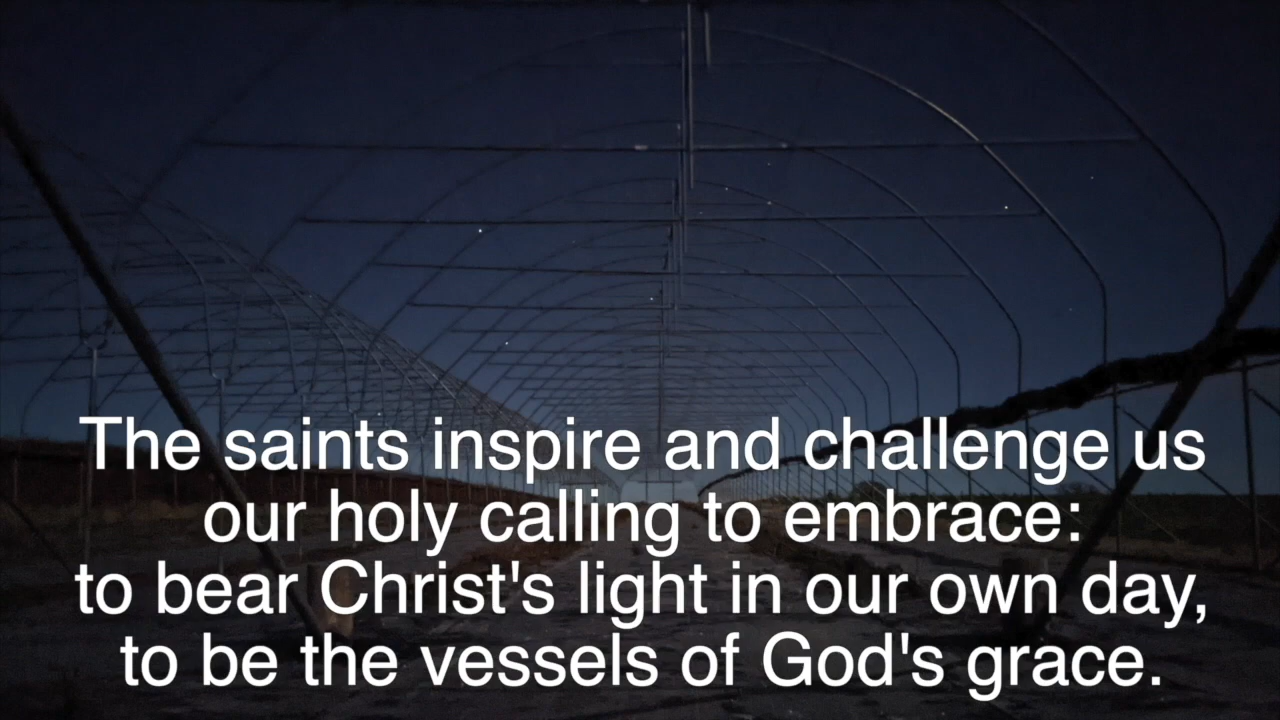 The saints inspire and challenge us
our holy calling to embrace:
to bear Christ's light in our own day,
to be the vessels of God's grace.